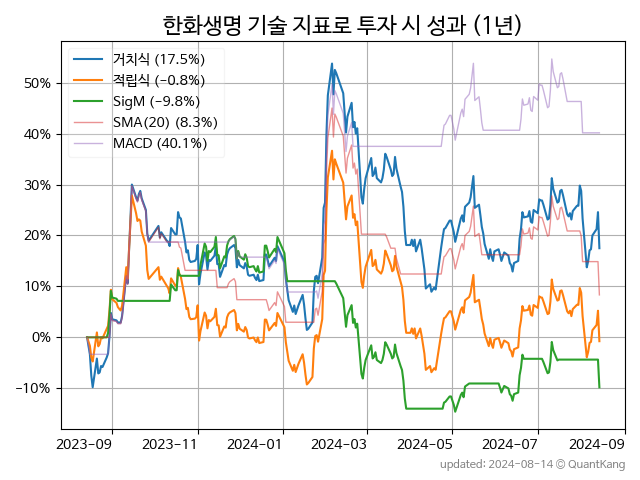 한화생명 기술 지표로 투자 시 성과 (1년)
거치식 (17.5%)
적립식 (−0.8%)
SigM (−9.8%)
SMA(20) (8.3%)
MACD (40.1%)
50%
40%
30%
20%
10%
0%
−10%
2023-09 2023-11 2024-01 2024-03 2024-05 2024-07 2024-09
updated: 2024-08-14 © QuantKang